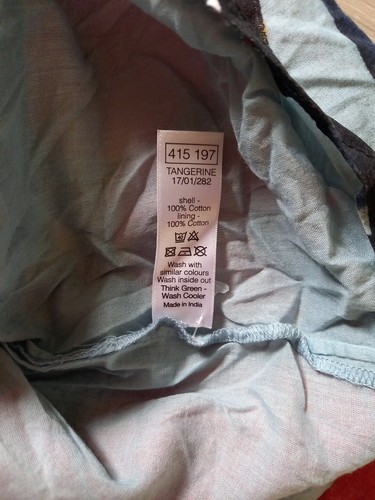 415 197
TANGERINE
17/01/282
shell -
100% Cotton
lining -
100% Cotton
Wash with
similar colours
Wash inside out
Think Green -
Wash Cooler
Made in India